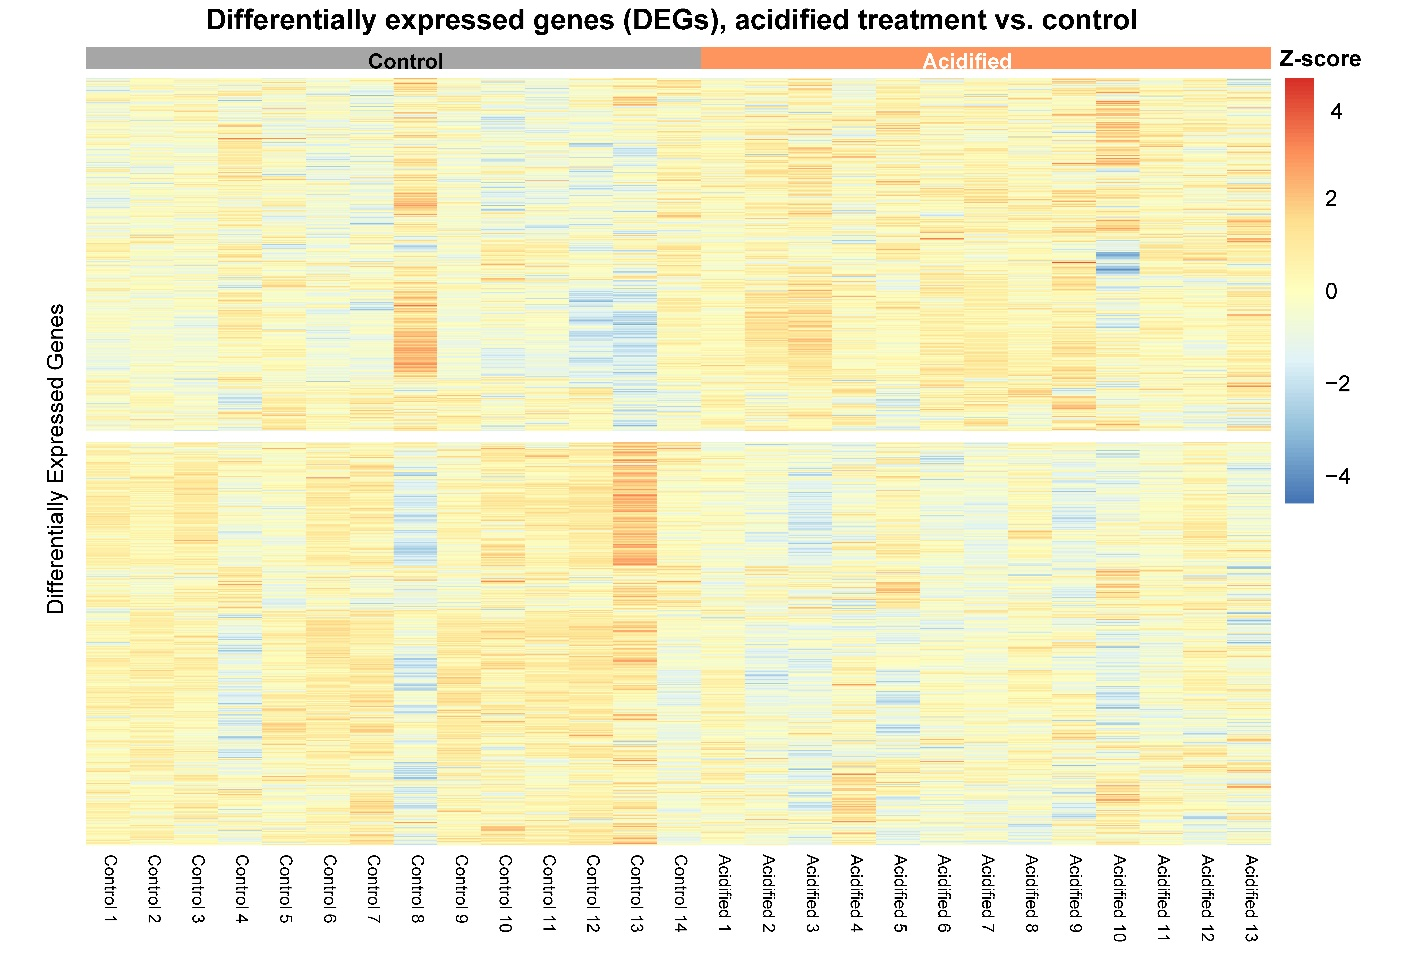 Differentially expressed genes (DEGs), acidified treatment vs. control
Control
Acidified
Z-score
4
2
0
−2
−4
Differentially Expressed Genes
Control 1
Control 2
Control 3
Control 4
Control 5
Control 6
Control 7
Control 8
Control 9
Control 10
Control 11
Control 12
Control 13
Control 14
Acidified 1
Acidified 2
Acidified 3
Acidified 4
Acidified 5
Acidified 6
Acidified 7
Acidified 8
Acidified 9
Acidified 10
Acidified 11
Acidified 12
Acidified 13